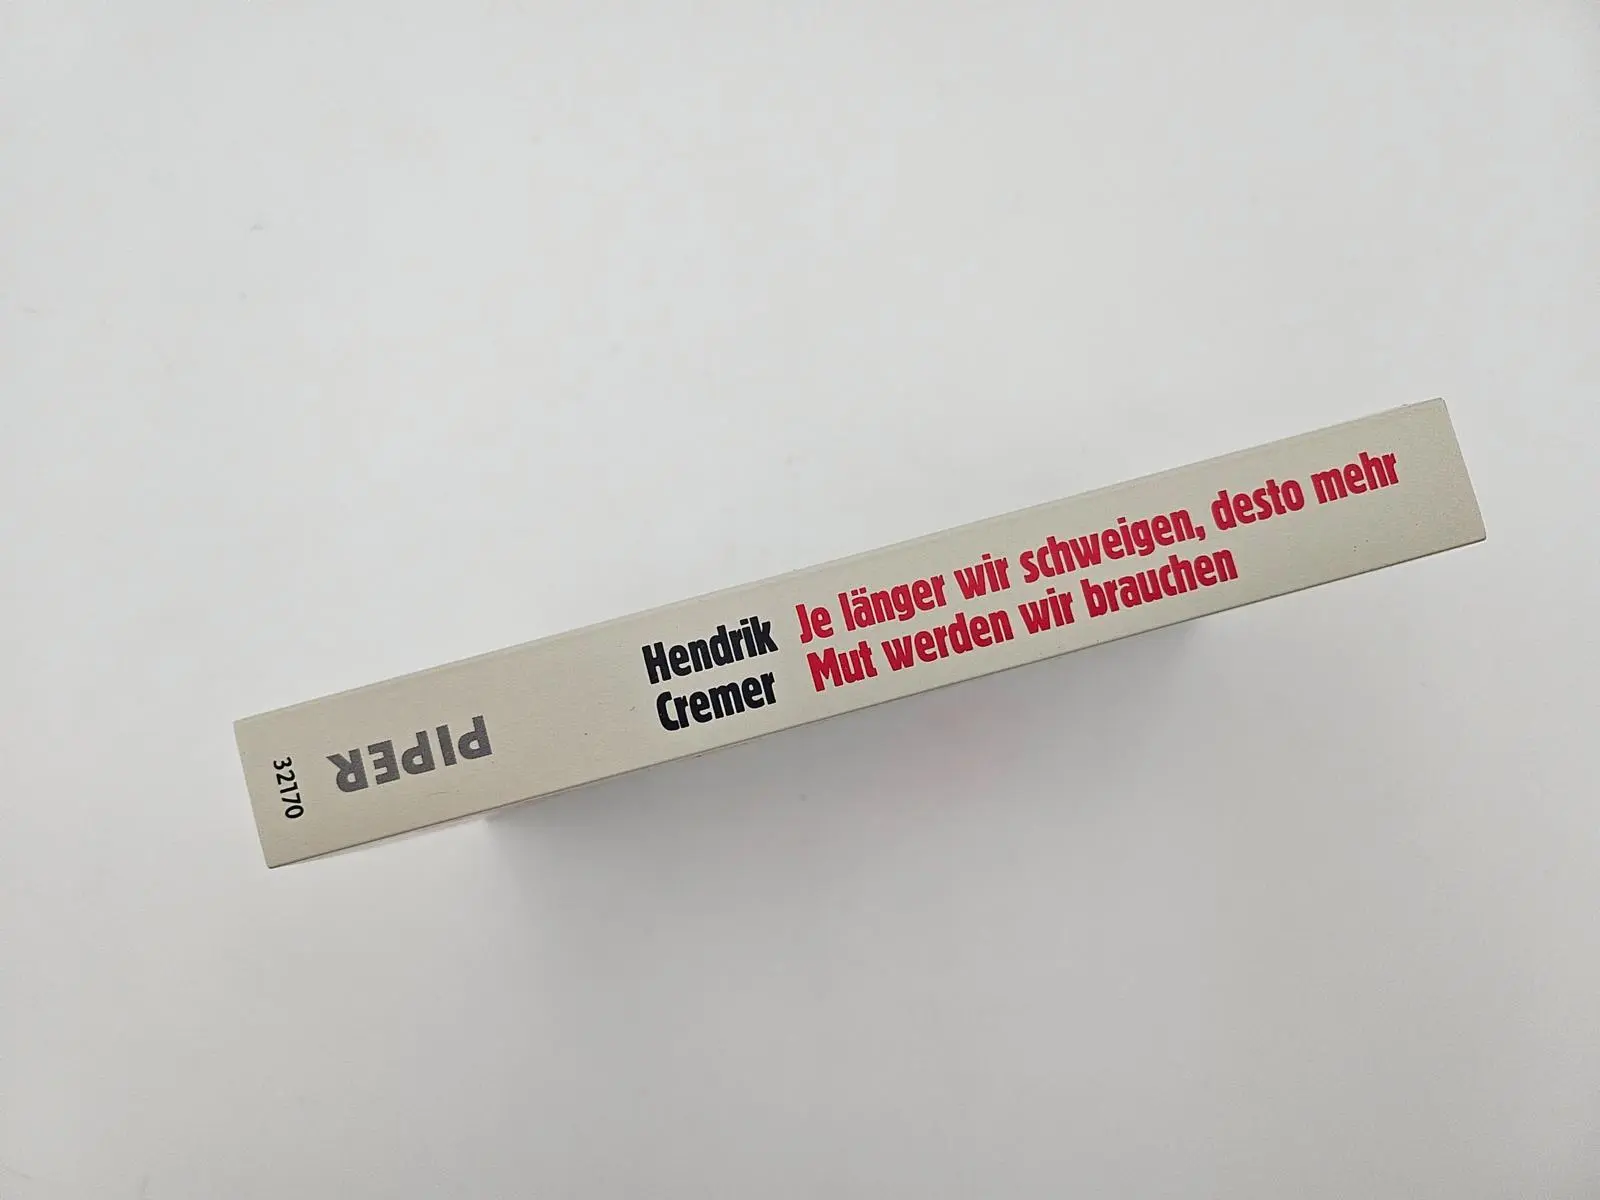 Hendrik
Cremer
Je länger wir schweigen, desto mehr
Mut werden wir brauchen
PIPER
32170